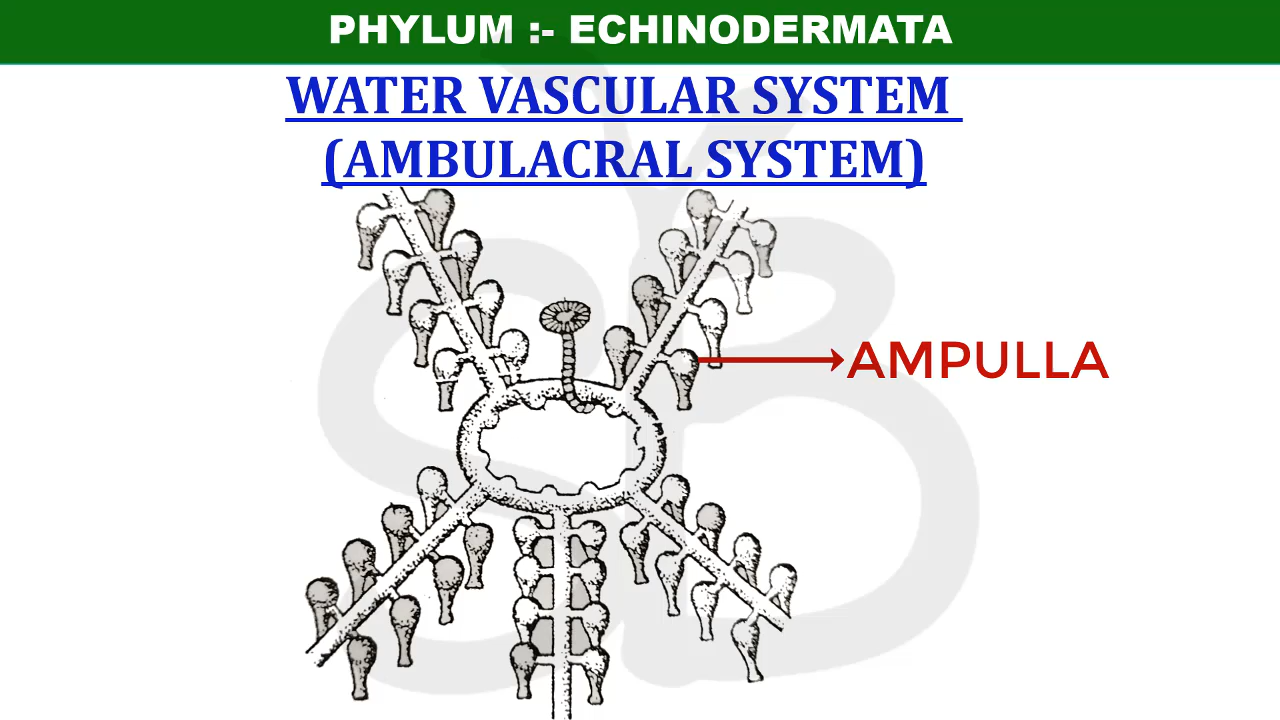 PHYLUM :- ECHINODERMATA
WATER VASCULAR SYSTEM
(AMBULACRAL SYSTEM)
AMPULLA